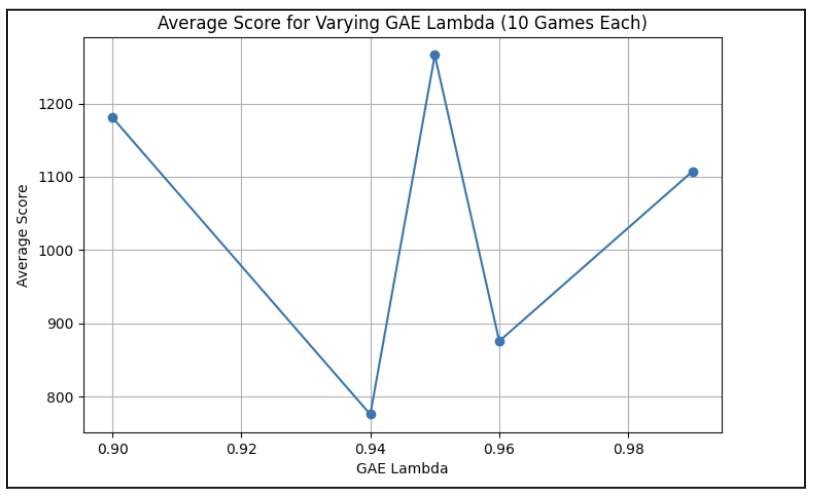 Average Score for Varying GAE Lambda (10 Games Each)
1200
1100
1000
900
800
Average Score
0.90 0.92 0.94 0.96 0.98
GAE Lambda